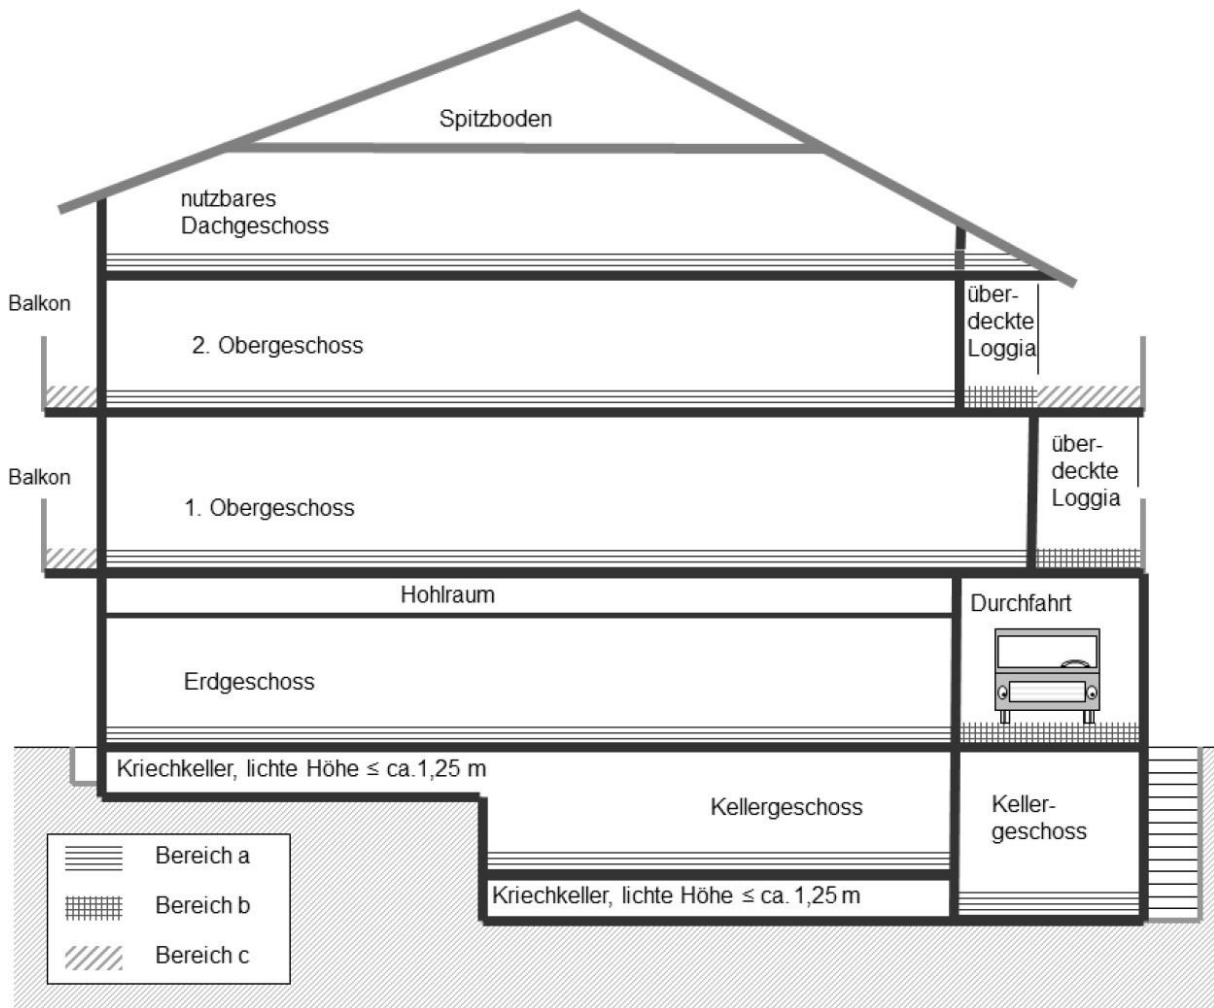 Spitzboden
nutzbares
Dachgeschoss
Balkon
über-
deckte
Loggia
2. Obergeschoss
Balkon
über-
deckte
Loggia
1. Obergeschoss
Hohlraum
Durchfahrt
Erdgeschoss
Kriechkeller, lichte Höhe ≤ ca.1,25 m
Kellergeschoss
Keller-
geschoss
Kriechkeller, lichte Höhe ≤ ca. 1,25 m
Bereich a
Bereich b
Bereich c